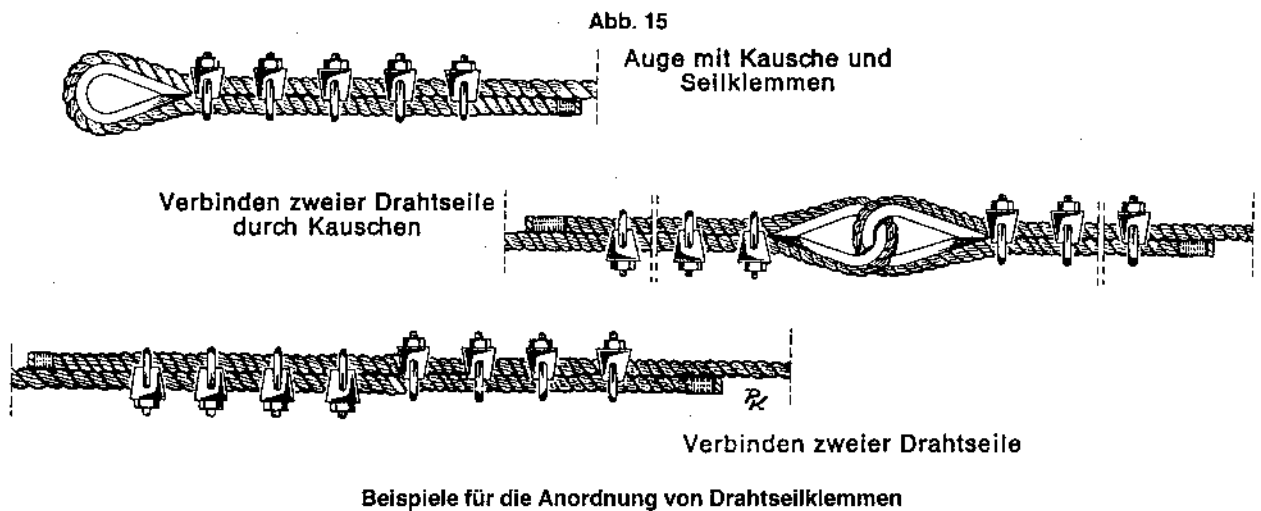 Abb. 15
Auge mit Kausche und
Seilklemmen
Verbinden zweier Drahtseile
durch Kauschen
PK
Verbinden zweier Drahtseile
Beispiele für die Anordnung von Drahtseilklemmen